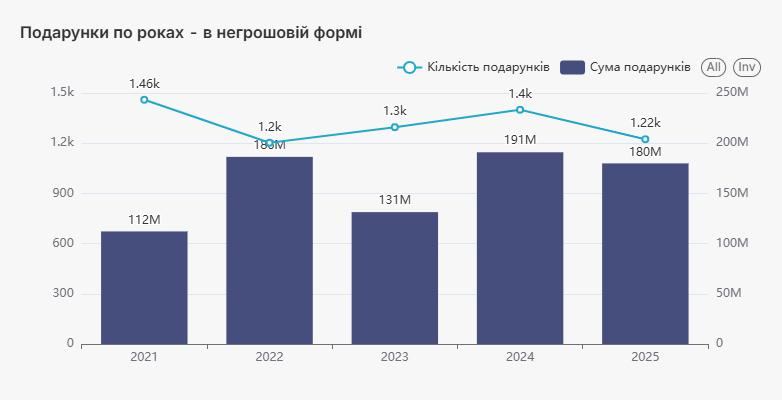 Подарунки по роках - в негрошовій формі
Кількість подарунків Сума подарунків All Inv
1.5k 1.2k 900 600 300 0
250M 200M 150M 100M 50M 0
1.46k 1.2k 1.3k 1.4k 1.22k
112M 131M 191M 180M
2021 2022 2023 2024 2025